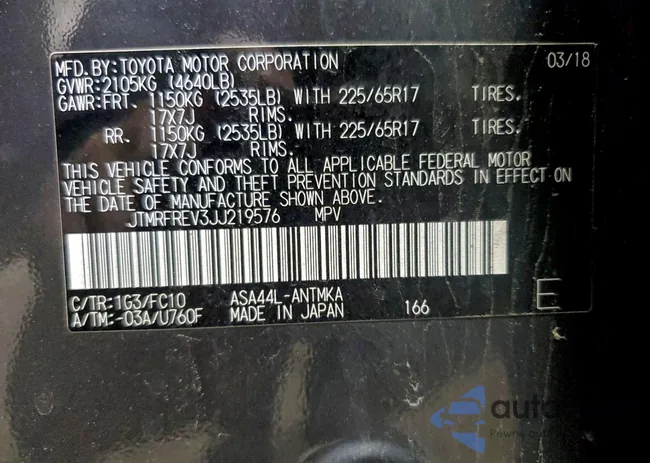 MFD.BY:TOYOTA MOTOR CORPORATION 03/18
GVWR:2105KG (4640LB)
GAWR:FRT. 1150KG (2535LB) WITH 225/65R17 TIRES.
17X7J RIMS.
RR. 1150KG (2535LB) WITH 225/65R17 TIRES.
17X7J RIMS.
THIS VEHICLE CONFORMS TO ALL APPLICABLE FEDERAL MOTOR
VEHICLE SAFETY AND THEFT PREVENTION STANDARDS IN EFFECT ON
THE DATE OF MANUFACTURE SHOWN ABOVE.
JTMRFREV3JJ219576 MPV
C/TR:1G3/FC10 ASA44L-ANTMKA E
A/TM:-03A/U760F MADE IN JAPAN 166